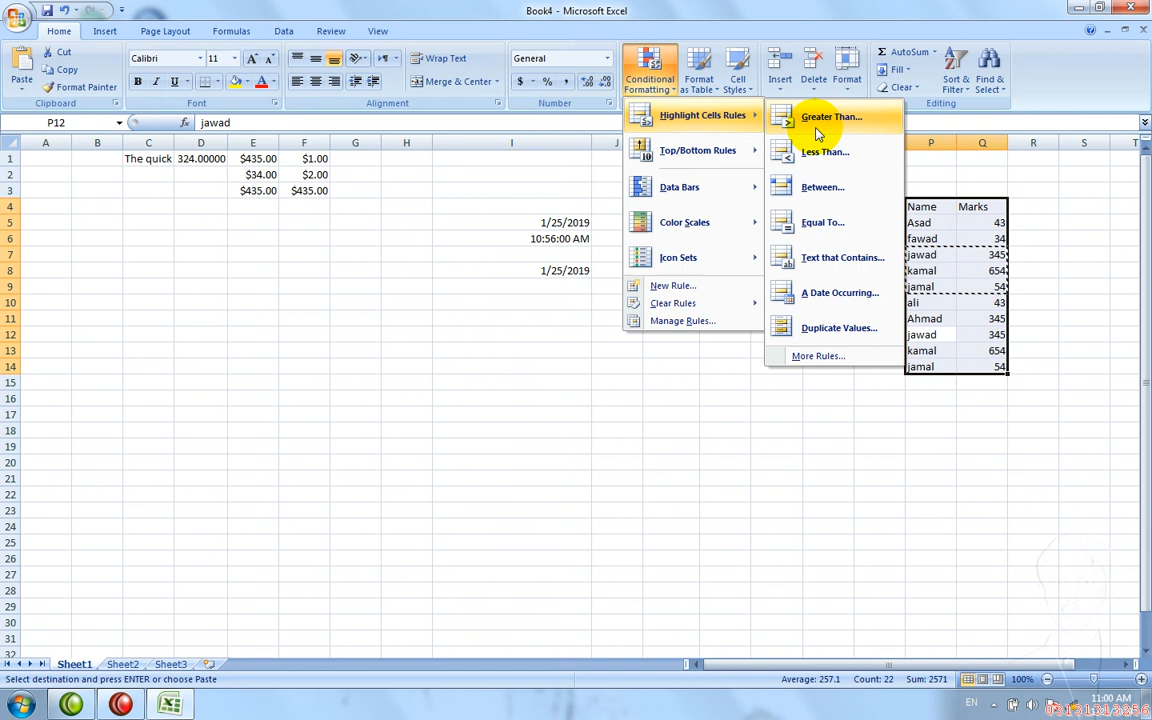 Book4 - Microsoft Excel
Home Insert Page Layout Formulas Data Review View
Paste Cut Copy Format Painter
Clipboard
Calibri 11
B I U
Font
Wrap Text
Merge & Center
Alignment
General
$ % ,
Number
Conditional Formatting
Format as Table
Cell Styles
Insert Delete Format
AutoSum Fill Clear
Sort & Filter
Find & Select
Editing
P12 fx jawad
A B C D E F G H I J P Q R S T
Highlight Cells Rules
Top/Bottom Rules
Data Bars
Color Scales
Icon Sets
New Rule...
Clear Rules
Manage Rules...
Greater Than...
Less Than...
Between...
Equal To...
Text that Contains...
A Date Occurring...
Duplicate Values...
More Rules...
1 The quick 324.00000 $435.00 $1.00
2 $34.00 $2.00
3 $435.00 $435.00
4 Name Marks
5 1/25/2019 Asad 43
6 10:56:00 AM fawad 34
7 jawad 345
8 1/25/2019 kamal 654
9 jamal 54
10 ali 43
11 Ahmad 345
12 jawad 345
13 kamal 654
14 jamal 54
15
16
17
18
19
20
21
22
23
24
25
26
27
28
29
30
31
32
Sheet1 Sheet2 Sheet3
Select destination and press ENTER or choose Paste Average: 257.1 Count: 22 Sum: 2571 100%
EN 11:00 AM